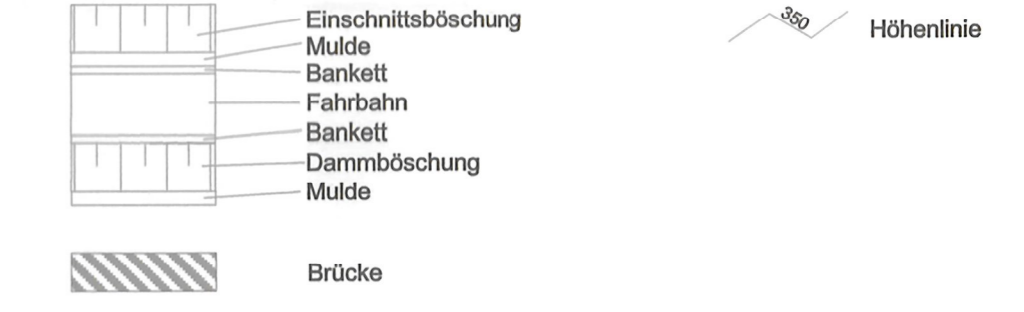 Einschnittsböschung
Mulde
Bankett
Fahrbahn
Bankett
Dammböschung
Mulde
Brücke
350
Höhenlinie